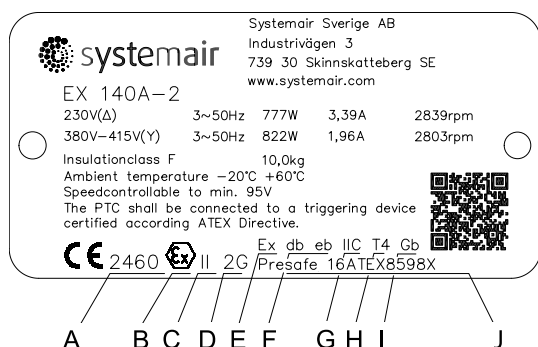 systemair
Systemair Sverige AB
Industrivägen 3
739 30 Skinnskatteberg SE
www.systemair.com
EX 140A-2
230V(Δ) 3~50Hz 777W 3,39A 2839rpm
380V-415V(Y) 3~50Hz 822W 1,96A 2803rpm
Insulationclass F 10,0kg
Ambient temperature -20°C +60°C
Speedcontrollable to min. 95V
The PTC shall be connected to a triggering device
certified according ATEX Directive.
Ex db eb IIC T4 Gb
CE 2460 Ex II 2G Presafe 16ATEX8598X
A B C D E F G H I J